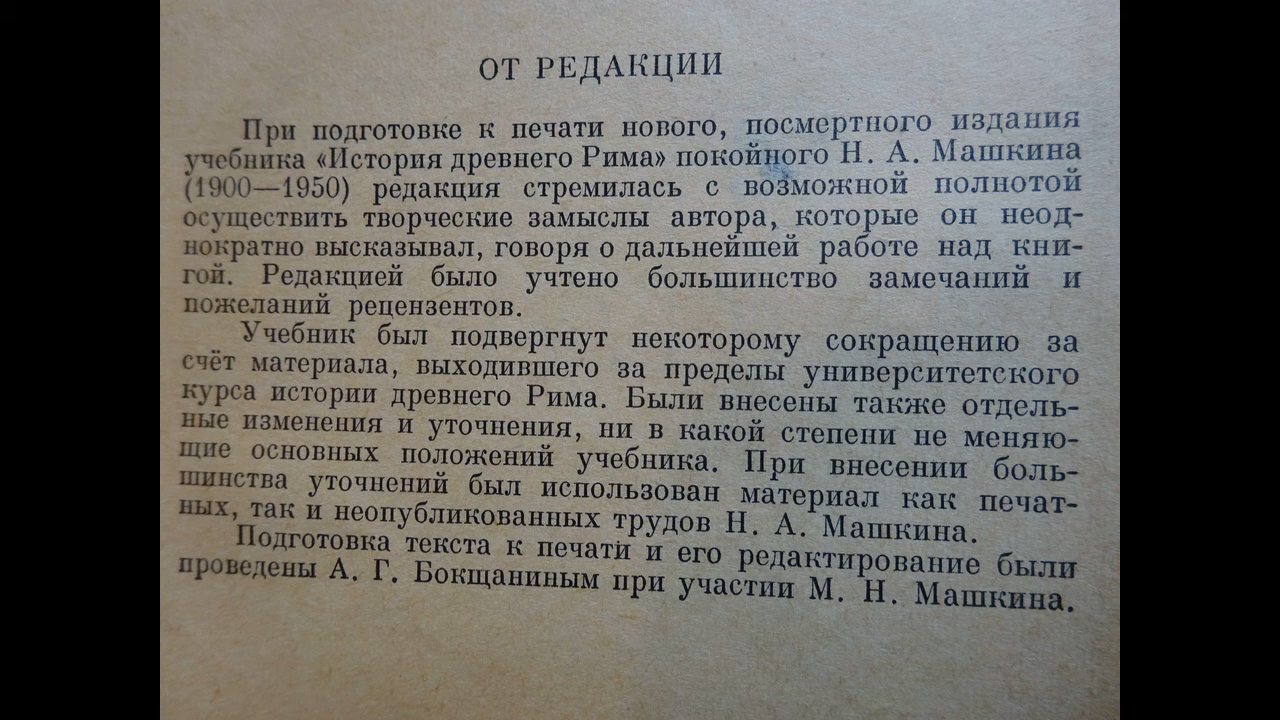 ОТ РЕДАКЦИИ
При подготовке к печати нового, посмертного издания
учебника «История древнего Рима» покойного Н. А. Машкина
(1900—1950) редакция стремилась с возможной полнотой
осуществить творческие замыслы автора, которые он неод-
нократно высказывал, говоря о дальнейшей работе над кни-
гой. Редакцией было учтено большинство замечаний и
пожеланий рецензентов.
Учебник был подвергнут некоторому сокращению за
счёт материала, выходившего за пределы университетского
курса истории древнего Рима. Были внесены также отдель-
ные изменения и уточнения, ни в какой степени не меняю-
щие основных положений учебника. При внесении боль-
шинства уточнений был использован материал как печат-
ных, так и неопубликованных трудов Н. А. Машкина.
Подготовка текста к печати и его редактирование были
проведены А. Г. Бокщаниным при участии М. Н. Машкина.